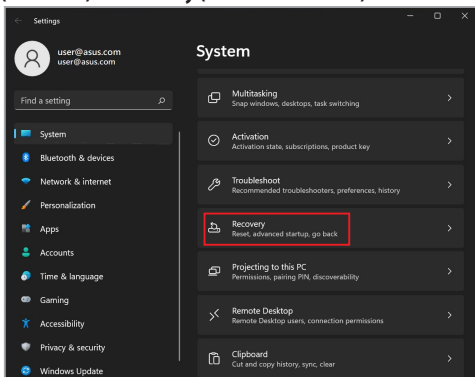 Settings
user@asus.com
user@asus.com
Find a setting
System
Bluetooth & devices
Network & internet
Personalization
Apps
Accounts
Time & language
Gaming
Accessibility
Privacy & security
Windows Update
System
Multitasking
Snap windows, desktops, task switching
Activation
Activation state, subscriptions, product key
Troubleshoot
Recommended troubleshooters, preferences, history
Recovery
Reset, advanced startup, go back
Projecting to this PC
Permissions, pairing PIN, discoverability
Remote Desktop
Remote Desktop users, connection permissions
Clipboard
Cut and copy history, sync, clear